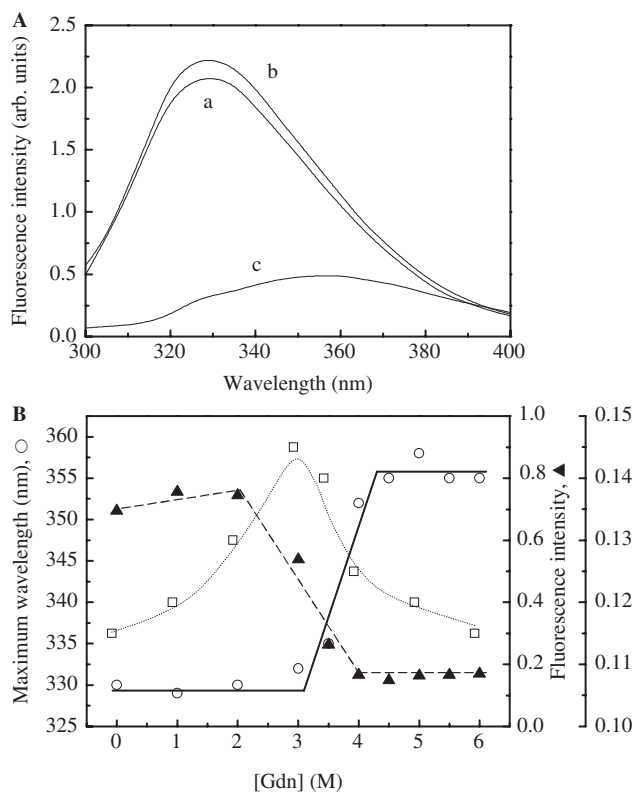 A
Fluorescence intensity (arb. units)
2.5
2.0
1.5
1.0
0.5
0.0
b
a
c
300 320 340 360 380 400
Wavelength (nm)
B
Maximum wavelength (nm), ○
360
355
350
345
340
335
330
325
1.0
0.8
0.6
0.4
0.2
0.0
Fluorescence intensity, ▲
0.15
0.14
0.13
0.12
0.11
0.10
0 1 2 3 4 5 6
[Gdn] (M)